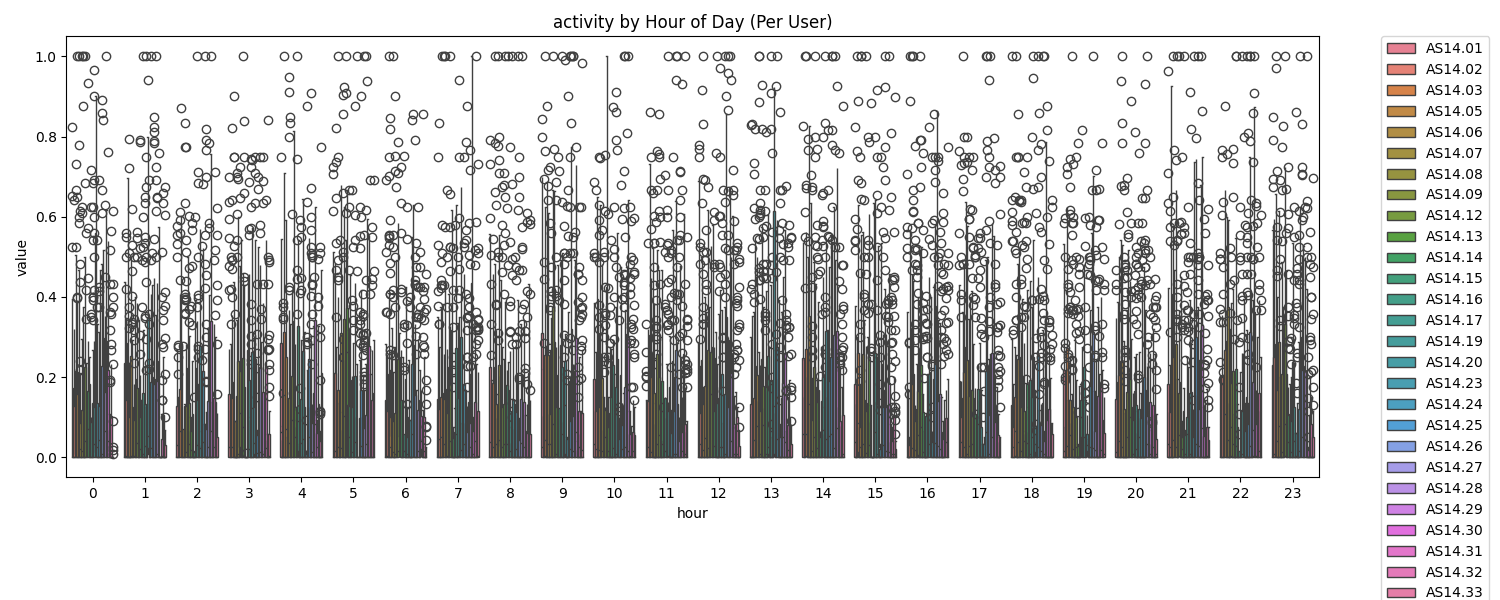 activity by Hour of Day (Per User)
value
1.0
0.8
0.6
0.4
0.2
0.0
0 1 2 3 4 5 6 7 8 9 10 11 12 13 14 15 16 17 18 19 20 21 22 23
hour
AS14.01
AS14.02
AS14.03
AS14.05
AS14.06
AS14.07
AS14.08
AS14.09
AS14.12
AS14.13
AS14.14
AS14.15
AS14.16
AS14.17
AS14.19
AS14.20
AS14.23
AS14.24
AS14.25
AS14.26
AS14.27
AS14.28
AS14.29
AS14.30
AS14.31
AS14.32
AS14.33